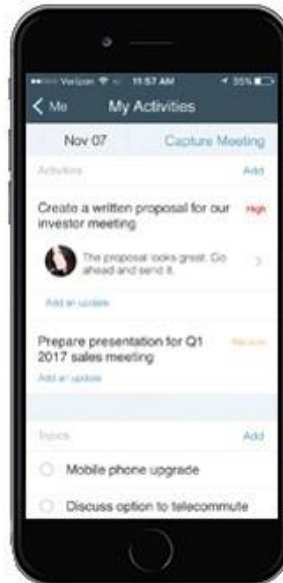 Verizon 11:57 AM 35%
Me My Activities
Nov 07 Capture Meeting
Activities Add
Create a written proposal for our High
investor meeting
The proposal looks great. Go
ahead and send it.
Add an update
Prepare presentation for Q1 Medium
2017 sales meeting
Add an update
Topics Add
Mobile phone upgrade
Discuss option to telecommute